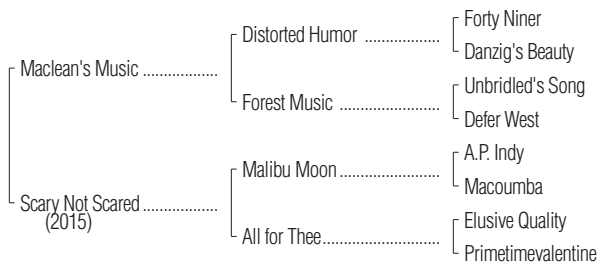 Forty Niner
Distorted Humor ..................
Danzig's Beauty
Maclean's Music ..................
Unbridled's Song
Forest Music ........................
Defer West
A.P. Indy
Malibu Moon ........................
Macoumba
Scary Not Scared ..................
(2015)
Elusive Quality
All for Thee............................
Primetimevalentine